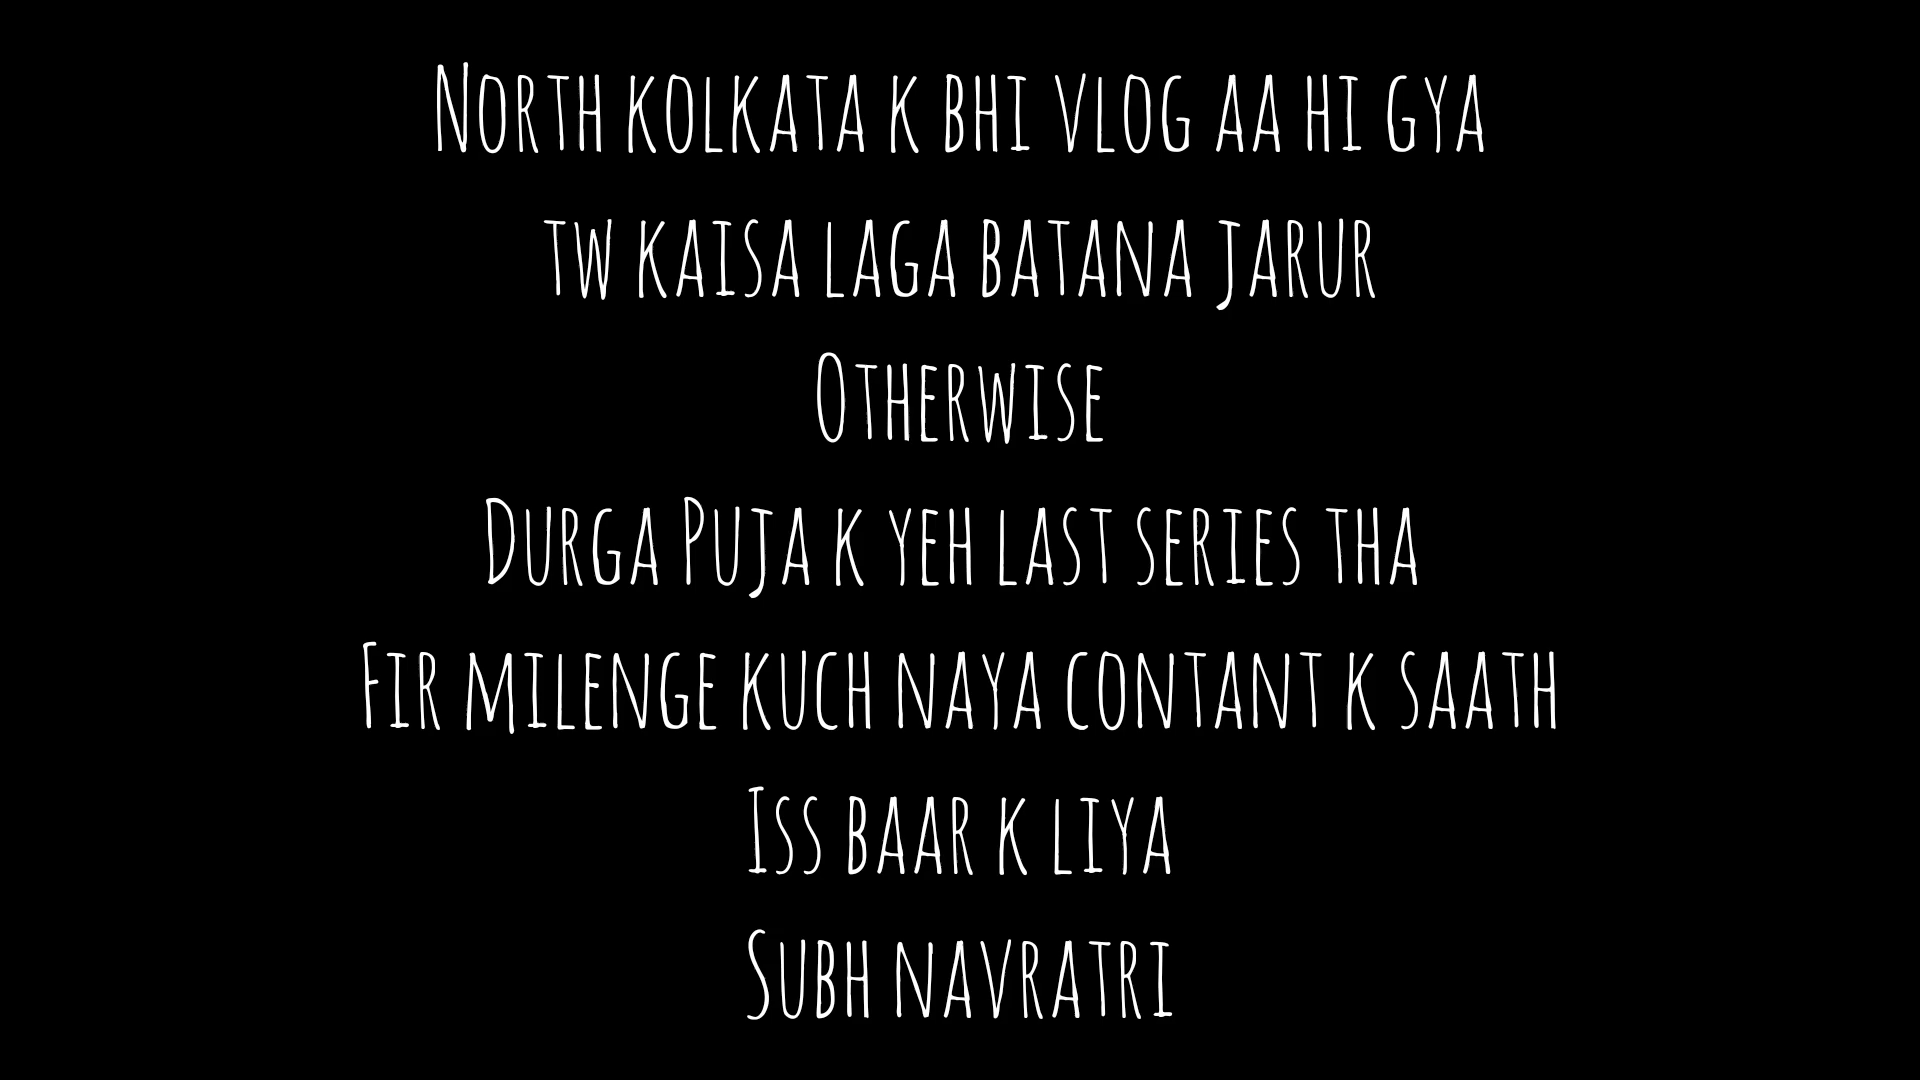 North kolkata k bhi vlog aa hi gya
tw kaisa laga batana jarur
Otherwise
Durga Puja k yeh last series tha
Fir milenge kuch naya contant k saath
Iss baar k liya
Subh navratri